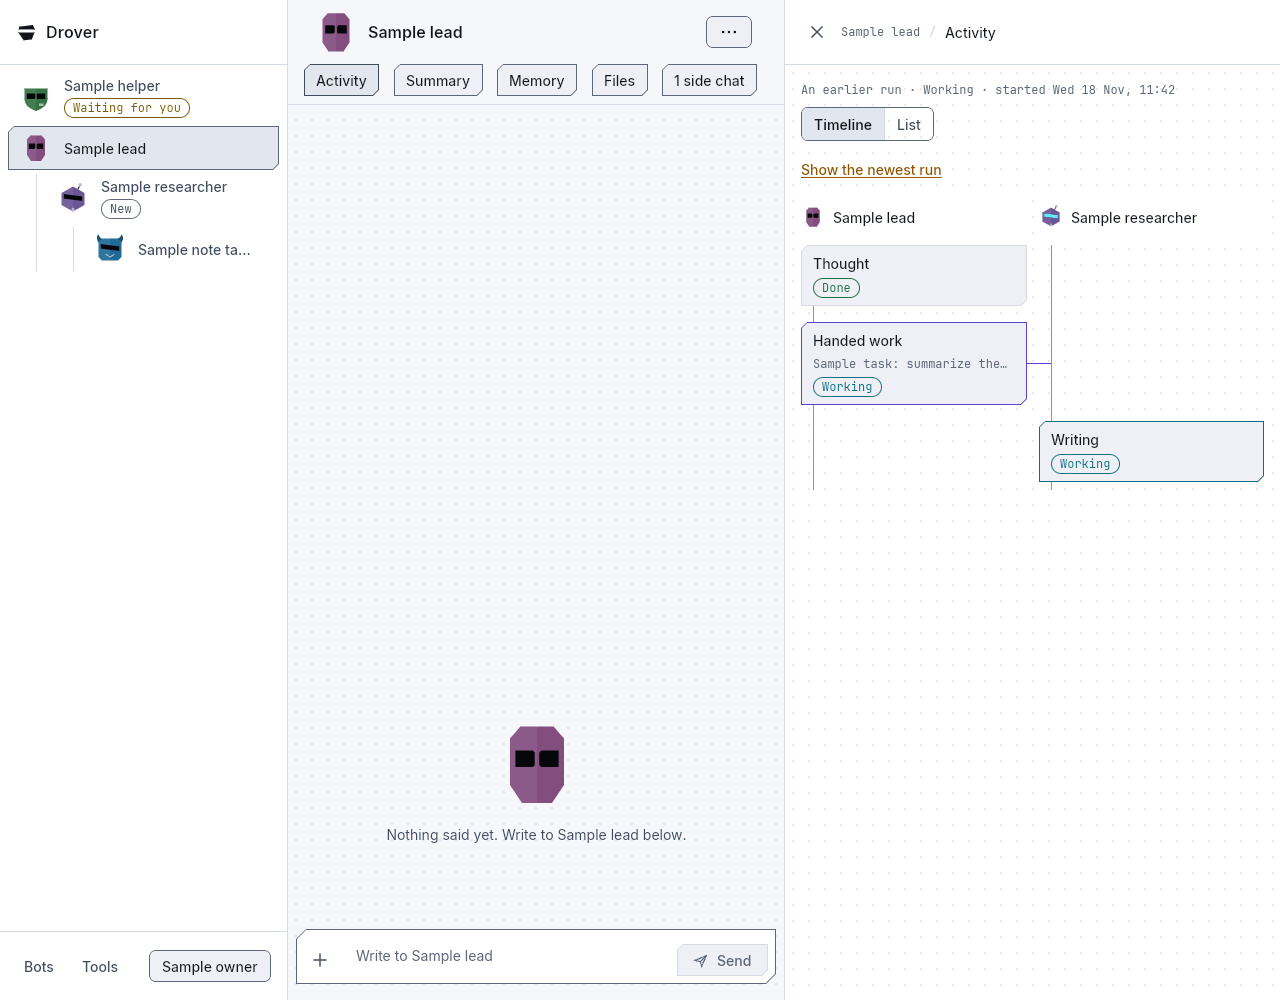 Drover
Sample helper
Waiting for you
Sample lead
Sample researcher
New
Sample note ta…
Bots
Tools
Sample owner
Sample lead
...
Activity
Summary
Memory
Files
1 side chat
Nothing said yet. Write to Sample lead below.
Write to Sample lead
Send
Sample lead / Activity
An earlier run · Working · started Wed 18 Nov, 11:42
Timeline
List
Show the newest run
Sample lead
Sample researcher
Thought
Done
Handed work
Sample task: summarize the…
Working
Writing
Working